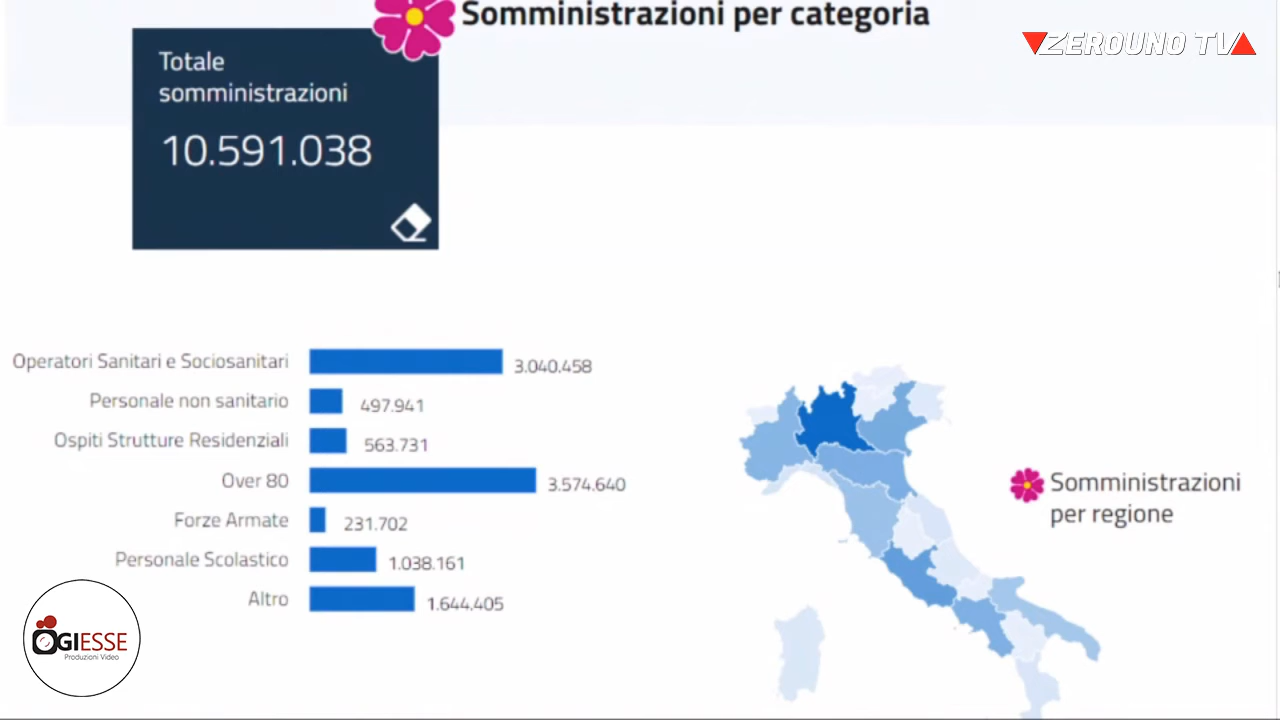 Somministrazioni per categoria
ZEROUNO TV
Totale
somministrazioni
10.591.038
Operatori Sanitari e Sociosanitari 3.040.458
Personale non sanitario 497.941
Ospiti Strutture Residenziali 563.731
Over 80 3.574.640
Forze Armate 231.702
Personale Scolastico 1.038.161
Altro 1.644.405
Somministrazioni
per regione
OGIESSE
Produzioni Video